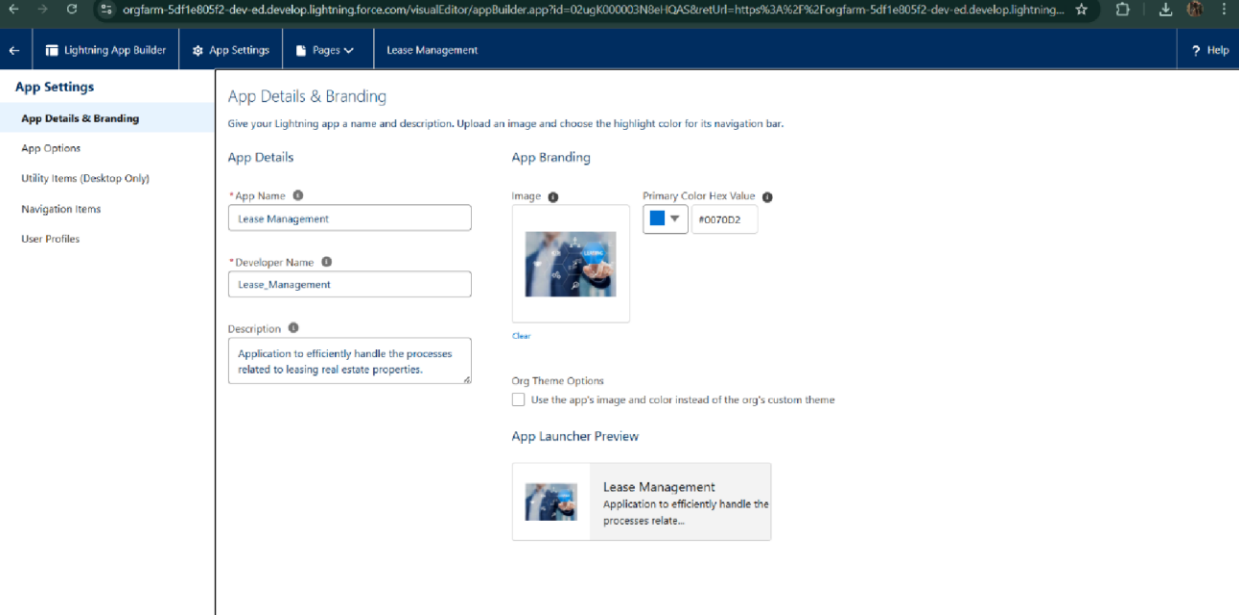 orgfarm-5df1e805f2-dev-ed.develop.lightning.force.com/visualEditor/appBuilder.app?id=02ugK000003N8eHQAS&retUrl=https%3A%2F%2Forgfarm-5df1e805f2-dev-ed.develop.lightning...
Lightning App Builder
App Settings
Pages
Lease Management
? Help
App Settings
App Details & Branding
App Options
Utility Items (Desktop Only)
Navigation Items
User Profiles
App Details & Branding
Give your Lightning app a name and description. Upload an image and choose the highlight color for its navigation bar.
App Details
*App Name
Lease Management
*Developer Name
Lease_Management
Description
Application to efficiently handle the processes
related to leasing real estate properties.
App Branding
Image
Primary Color Hex Value
#0070D2
LEASING
Clear
Org Theme Options
Use the app's image and color instead of the org's custom theme
App Launcher Preview
Lease Management
Application to efficiently handle the
processes relate...